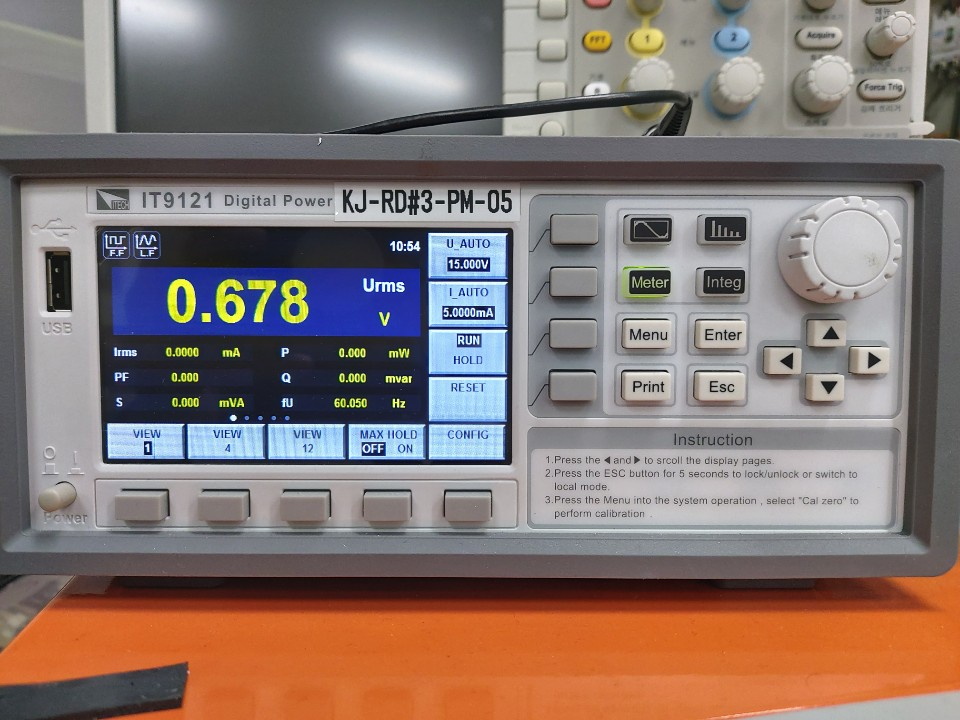 FFT
1
2
Acquire
Force Trig
ITECH
IT9121 Digital Power
KJ-RD#3-PM-05
F.F
L.F
10:54
U_AUTO
15.000V
0.678
Urms
V
I_AUTO
5.0000mA
RUN
HOLD
RESET
CONFIG
Irms 0.0000 mA P 0.000 mW
PF 0.000 Q 0.000 mvar
S 0.000 mVA fU 60.050 Hz
VIEW
1
VIEW
4
VIEW
12
MAX HOLD
OFF ON
USB
Power
Meter
Integ
Menu
Enter
Print
Esc
Instruction
1.Press the ◀ and ▶ to srcoll the display pages.
2.Press the ESC button for 5 seconds to lock/unlock or switch to
local mode.
3.Press the Menu into the system operation , select "Cal zero" to
perform calibration .